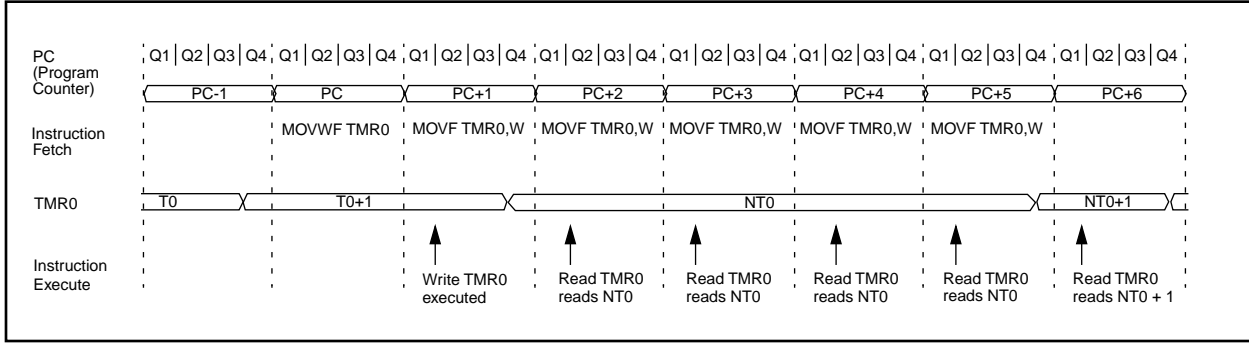 PC
(Program
Counter)
Q1 Q2 Q3 Q4 Q1 Q2 Q3 Q4 Q1 Q2 Q3 Q4 Q1 Q2 Q3 Q4 Q1 Q2 Q3 Q4 Q1 Q2 Q3 Q4 Q1 Q2 Q3 Q4 Q1 Q2 Q3 Q4
PC-1 PC PC+1 PC+2 PC+3 PC+4 PC+5 PC+6
Instruction
Fetch
MOVWF TMR0 MOVF TMR0,W MOVF TMR0,W MOVF TMR0,W MOVF TMR0,W MOVF TMR0,W
TMR0
T0 T0+1 NT0 NT0+1
Instruction
Execute
Write TMR0
executed
Read TMR0
reads NT0
Read TMR0
reads NT0
Read TMR0
reads NT0
Read TMR0
reads NT0
Read TMR0
reads NT0 + 1